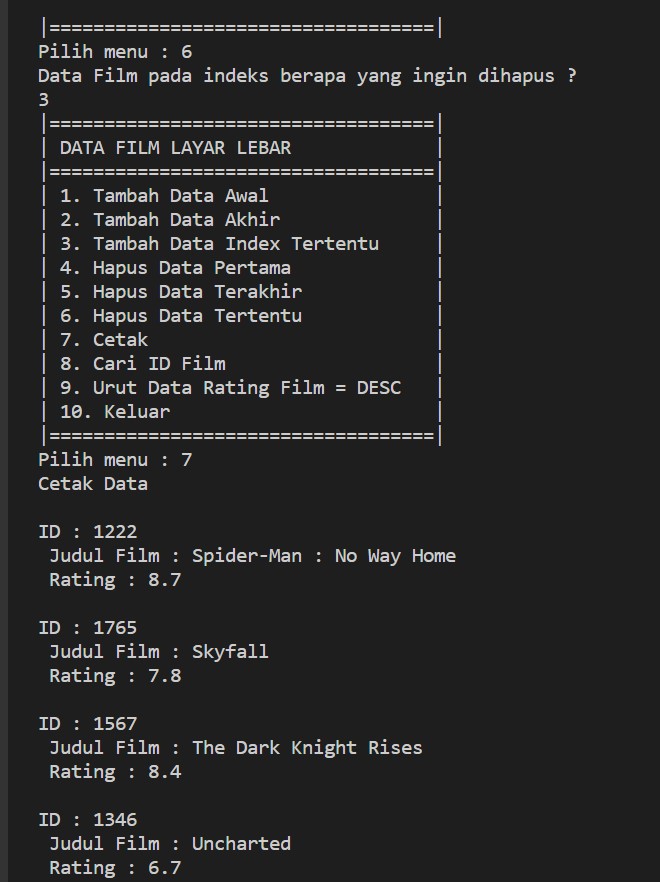 |===================================|
Pilih menu : 6
Data Film pada indeks berapa yang ingin dihapus ?
3
|===================================|
| DATA FILM LAYAR LEBAR             |
|===================================|
| 1. Tambah Data Awal               |
| 2. Tambah Data Akhir              |
| 3. Tambah Data Index Tertentu     |
| 4. Hapus Data Pertama             |
| 5. Hapus Data Terakhir            |
| 6. Hapus Data Tertentu            |
| 7. Cetak                          |
| 8. Cari ID Film                   |
| 9. Urut Data Rating Film = DESC   |
| 10. Keluar                        |
|===================================|
Pilih menu : 7
Cetak Data
ID : 1222
Judul Film : Spider-Man : No Way Home
Rating : 8.7
ID : 1765
Judul Film : Skyfall
Rating : 7.8
ID : 1567
Judul Film : The Dark Knight Rises
Rating : 8.4
ID : 1346
Judul Film : Uncharted
Rating : 6.7